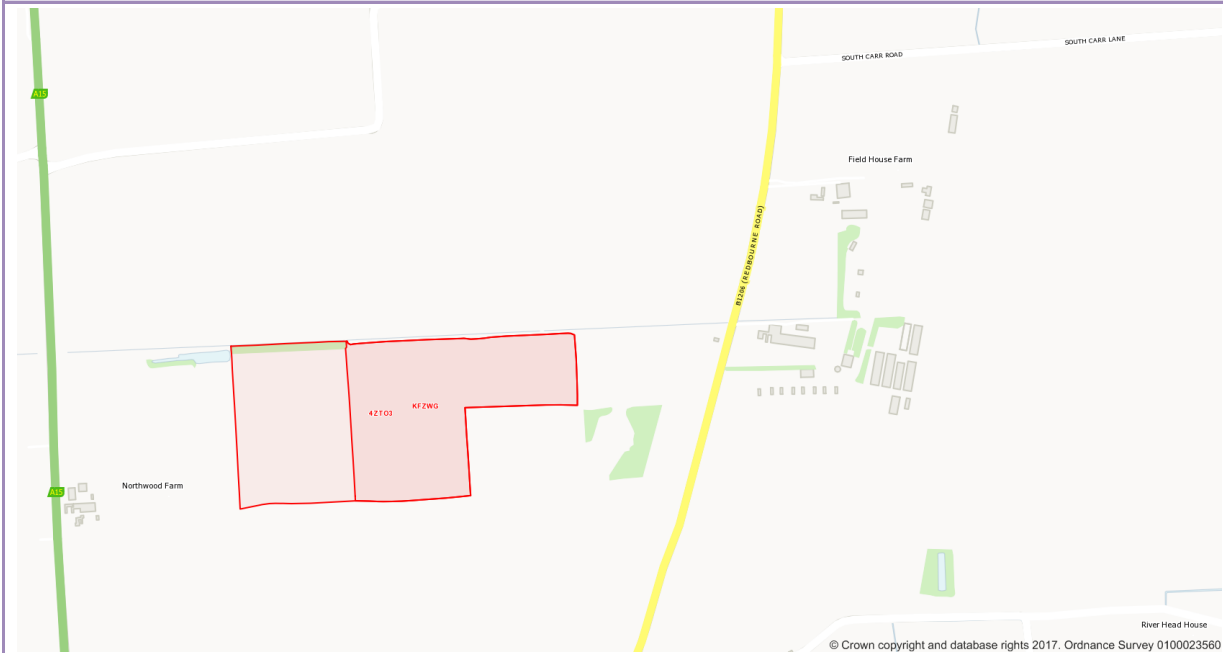 SOUTH CARR LANE
SOUTH CARR ROAD
A15
Field House Farm
B1206 (REDBOURNE ROAD)
KFZWG
4ZTO3
Northwood Farm
A15
River Head House
© Crown copyright and database rights 2017. Ordnance Survey 0100023560